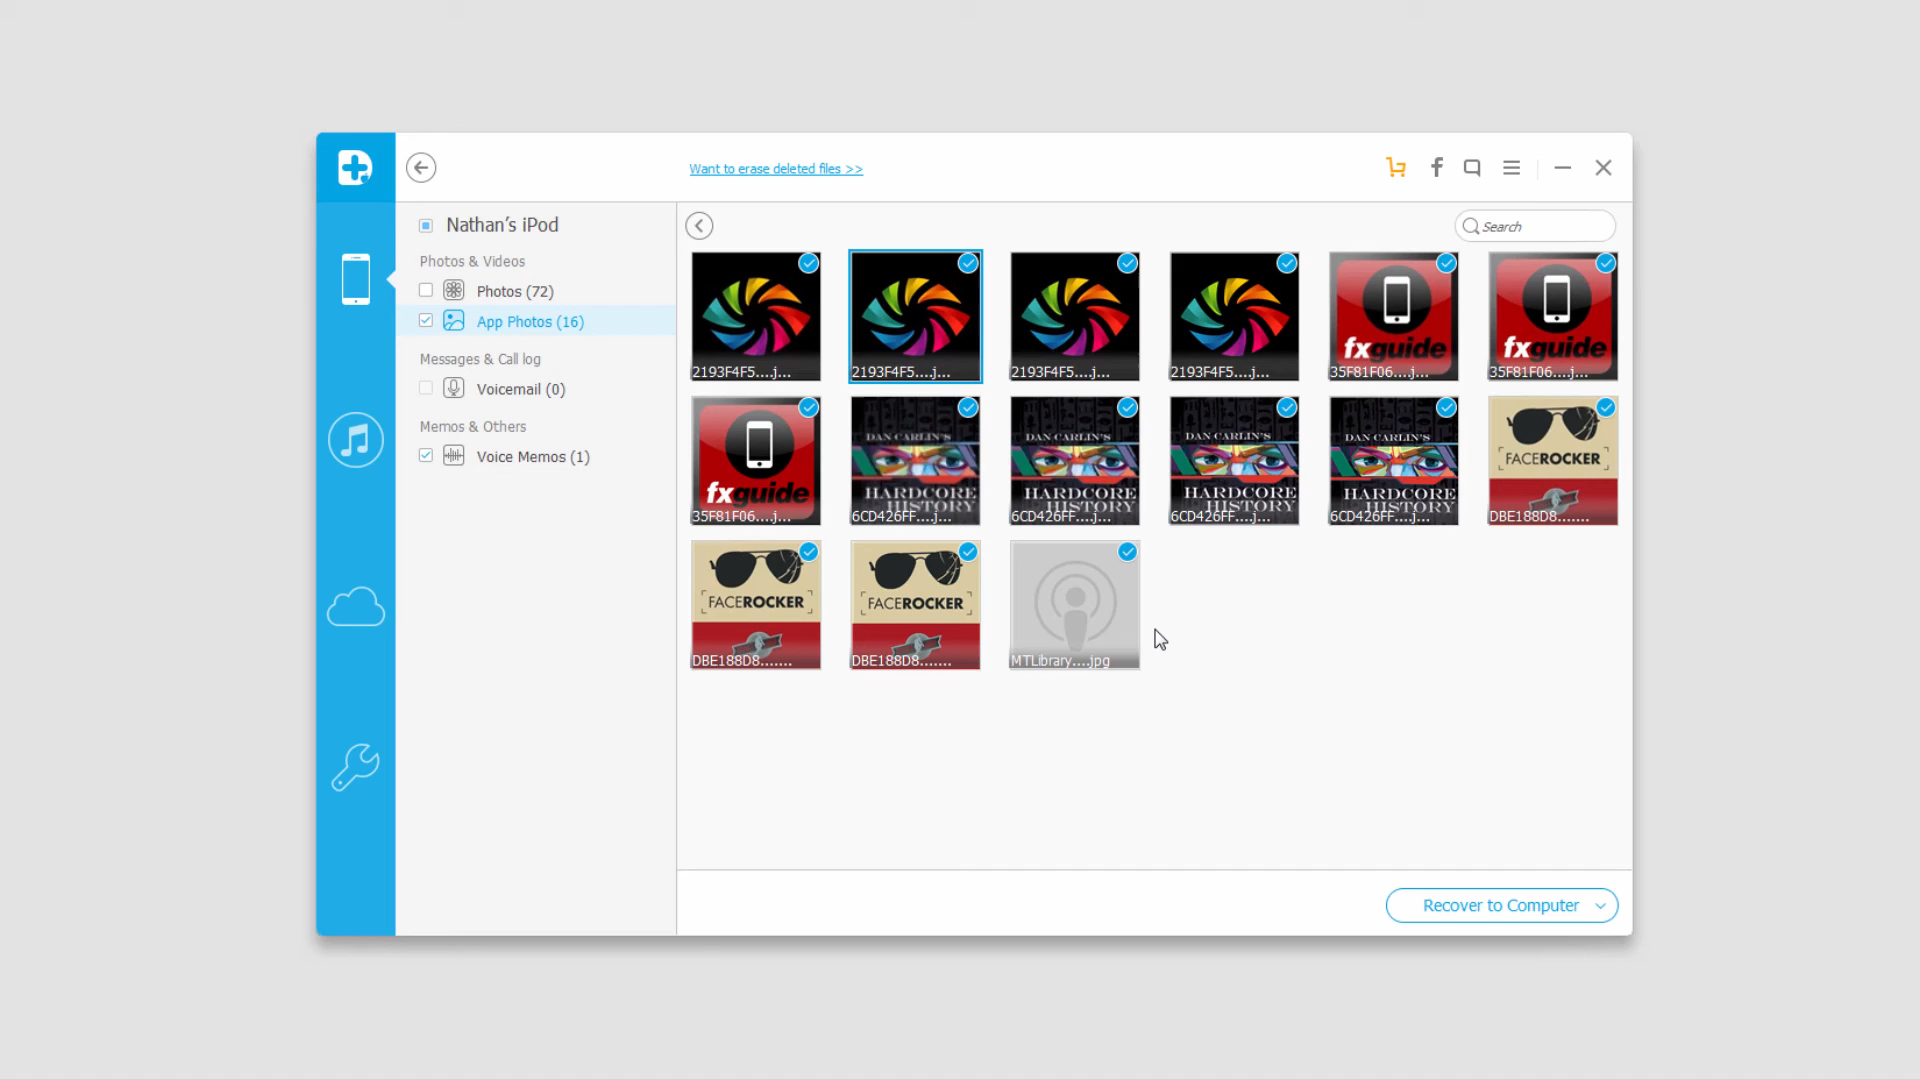 Want to erase deleted files >>
Nathan's iPod
Photos & Videos
Photos (72)
App Photos (16)
Messages & Call log
Voicemail (0)
Memos & Others
Voice Memos (1)
Search
2193F4F5....j...
2193F4F5....j...
2193F4F5....j...
2193F4F5....j...
fxguide
35F81F06....j...
fxguide
35F81F06....j...
fxguide
35F81F06....j...
DAN CARLIN'S
HARDCORE
HISTORY
6CD426FF....j...
DAN CARLIN'S
HARDCORE
HISTORY
6CD426FF....j...
DAN CARLIN'S
HARDCORE
HISTORY
6CD426FF....j...
DAN CARLIN'S
HARDCORE
HISTORY
6CD426FF....j...
FACEROCKER
DBE188D8.......
FACEROCKER
DBE188D8.......
FACEROCKER
DBE188D8.......
MTLibrary....jpg
Recover to Computer